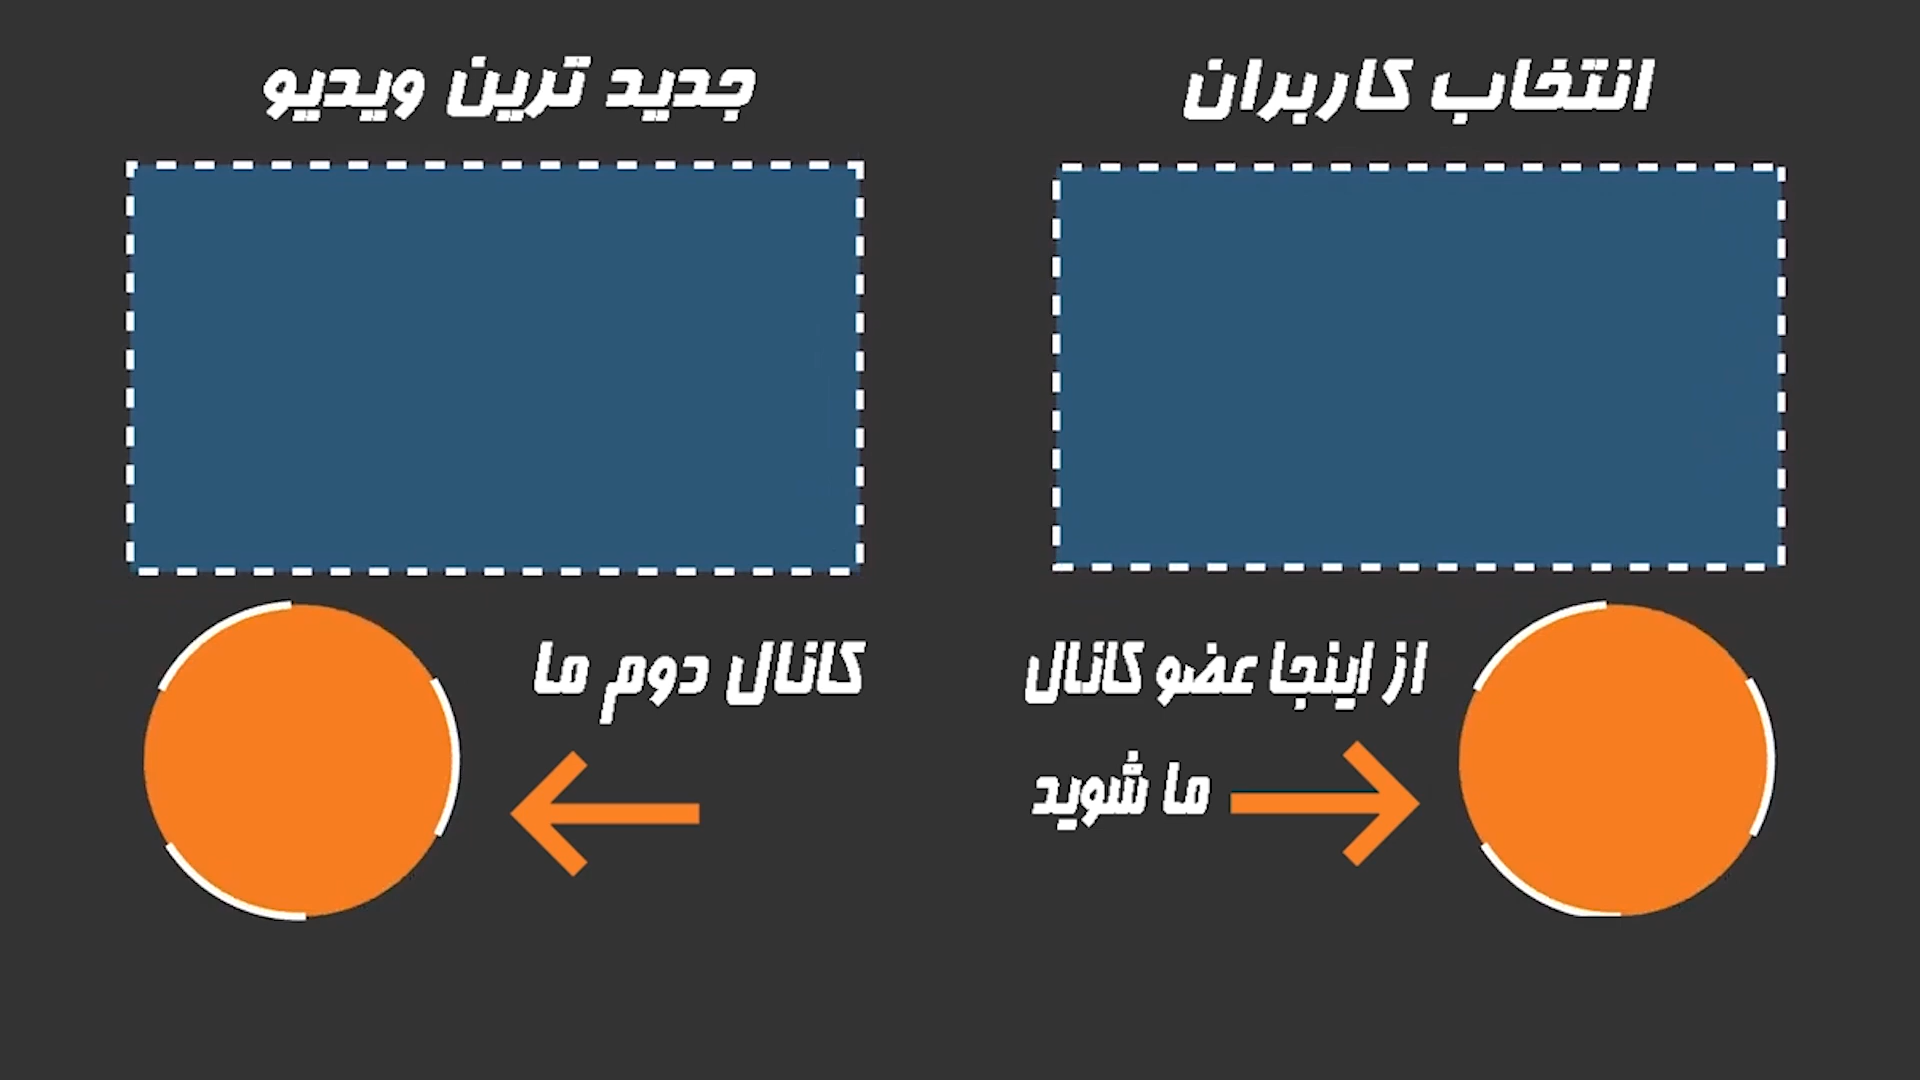 انتخاب کاربران
جدید ترین ویدیو
از اینجا عضو کانال
ما شوید
کانال دوم ما